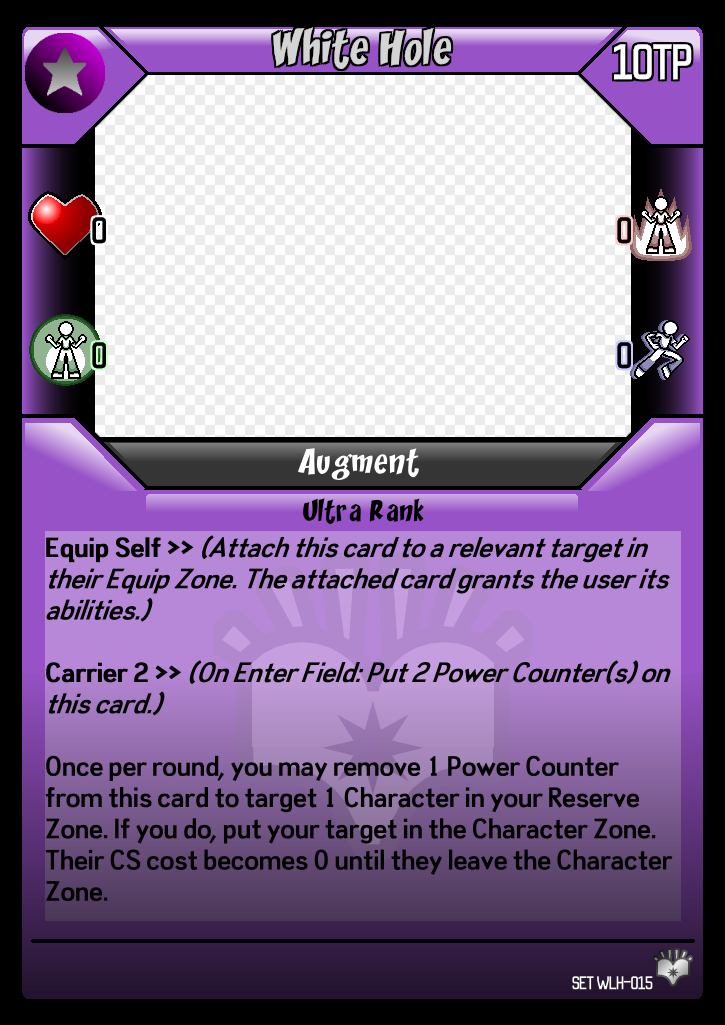 White Hole
10TP
0
0
0
0
Augment
Ultra Rank
Equip Self >> (Attach this card to a relevant target in
their Equip Zone. The attached card grants the user its
abilities.)
Carrier 2 >> (On Enter Field: Put 2 Power Counter(s) on
this card.)
Once per round, you may remove 1 Power Counter
from this card to target 1 Character in your Reserve
Zone. If you do, put your target in the Character Zone.
Their CS cost becomes 0 until they leave the Character
Zone.
SET WLH-015